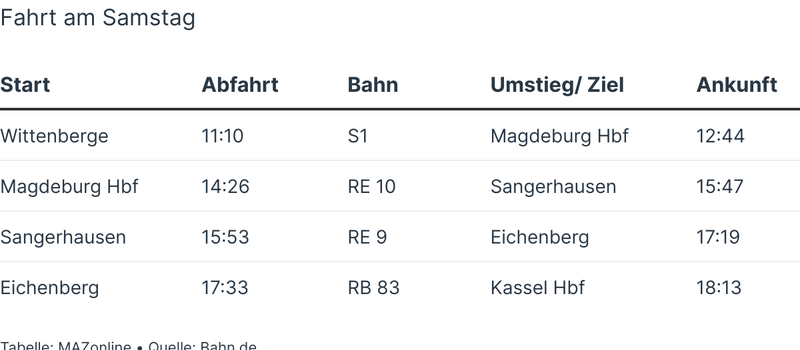 Fahrt am Samstag
Start Abfahrt Bahn Umstieg/ Ziel Ankunft
Wittenberge 11:10 S1 Magdeburg Hbf 12:44
Magdeburg Hbf 14:26 RE 10 Sangerhausen 15:47
Sangerhausen 15:53 RE 9 Eichenberg 17:19
Eichenberg 17:33 RB 83 Kassel Hbf 18:13
Tabelle: MAZonline • Quelle: Bahn.de